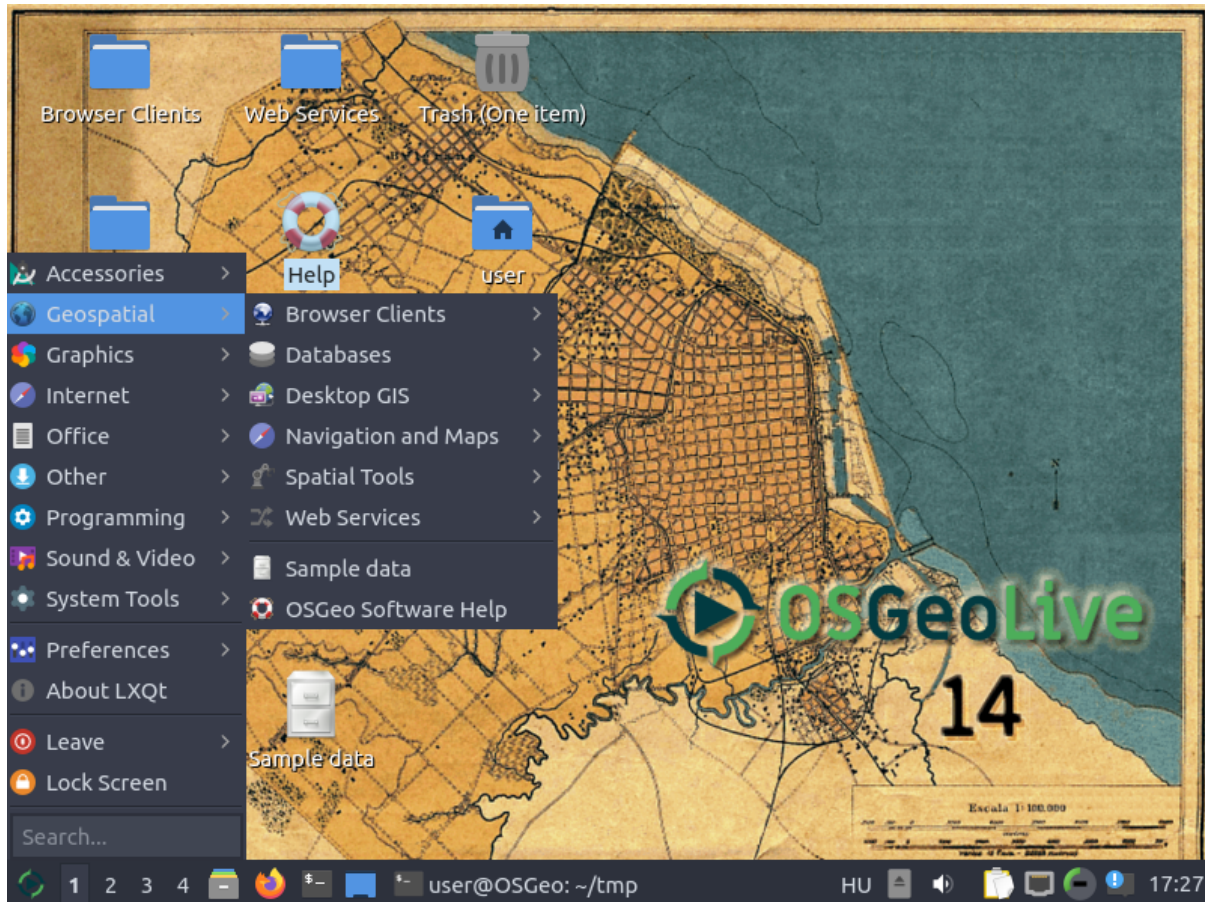 Browser Clients
Web Services
Trash (One item)
Help
user
Accessories
Geospatial
Graphics
Internet
Office
Other
Programming
Sound & Video
System Tools
Preferences
About LXQt
Leave
Lock Screen
Search...
Browser Clients
Databases
Desktop GIS
Navigation and Maps
Spatial Tools
Web Services
Sample data
OSGeo Software Help
OSGeoLive
14
Sample data
N
Escala 1:100.000
1 2 3 4
user@OSGeo: ~/tmp
HU
17:27